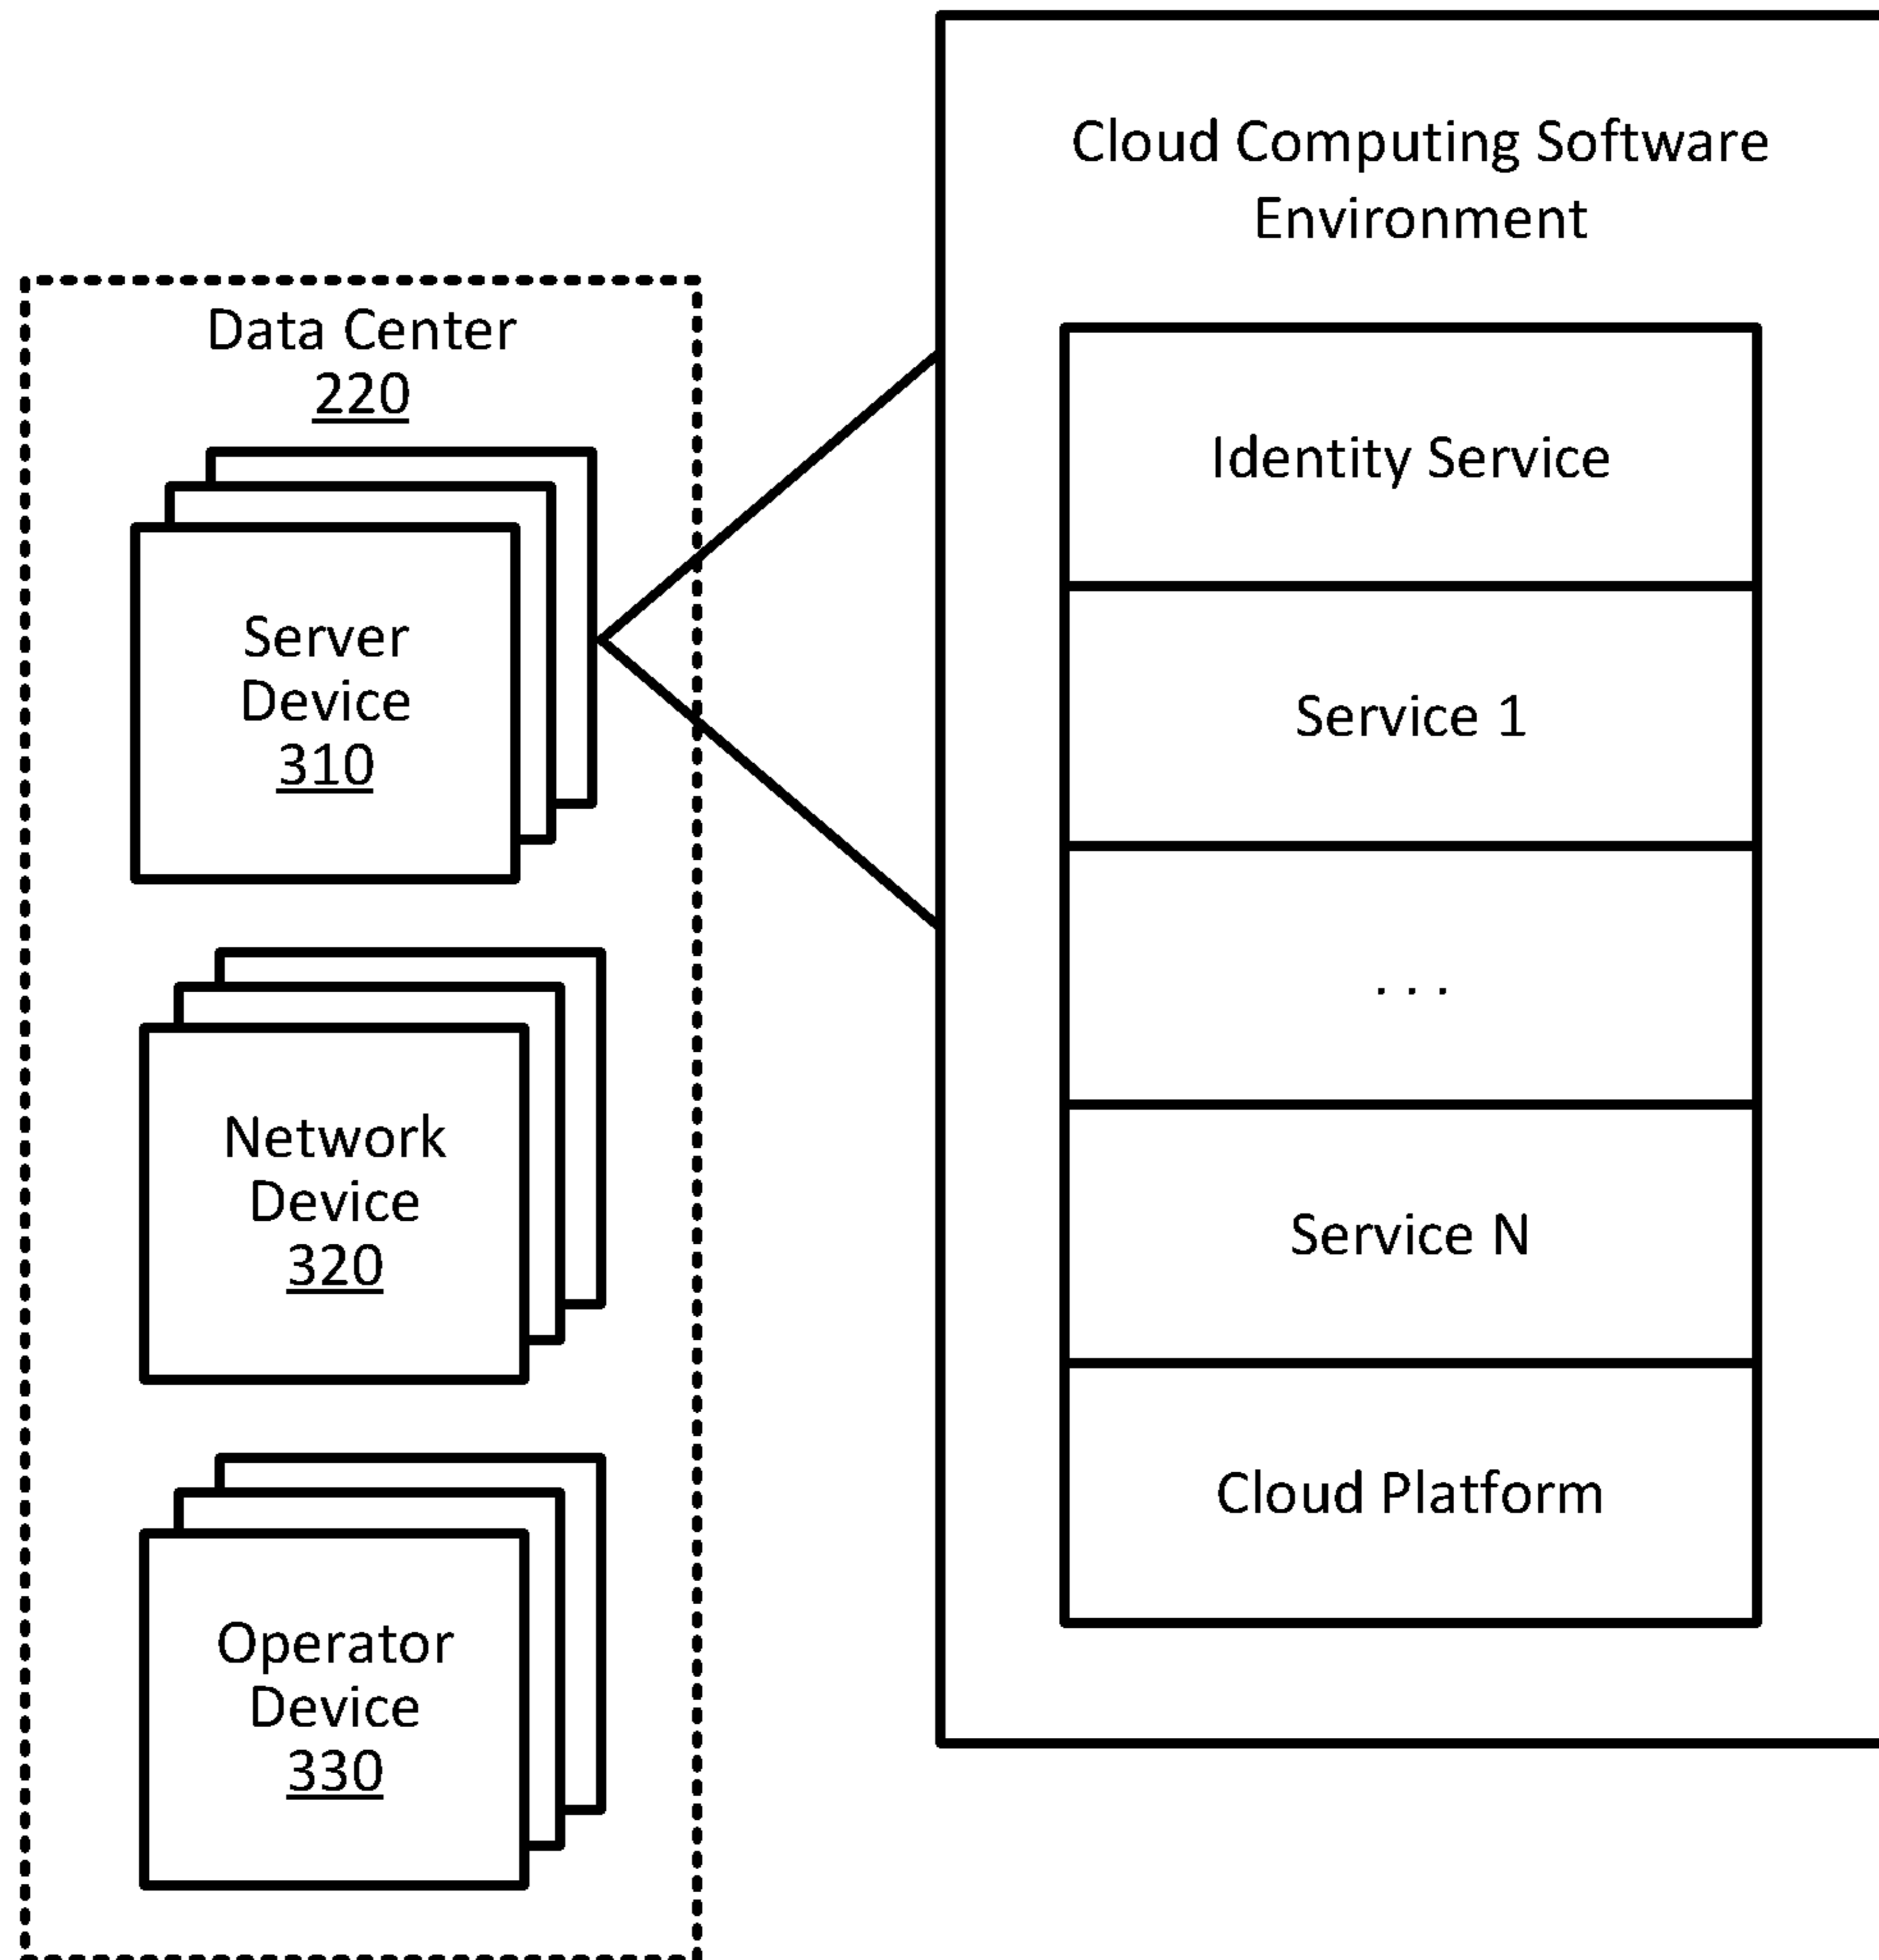 Data Center
220
Server
Device
310
Network
Device
320
Operator
Device
330
Cloud Computing Software
Environment
Identity Service
Service 1
. . .
Service N
Cloud Platform